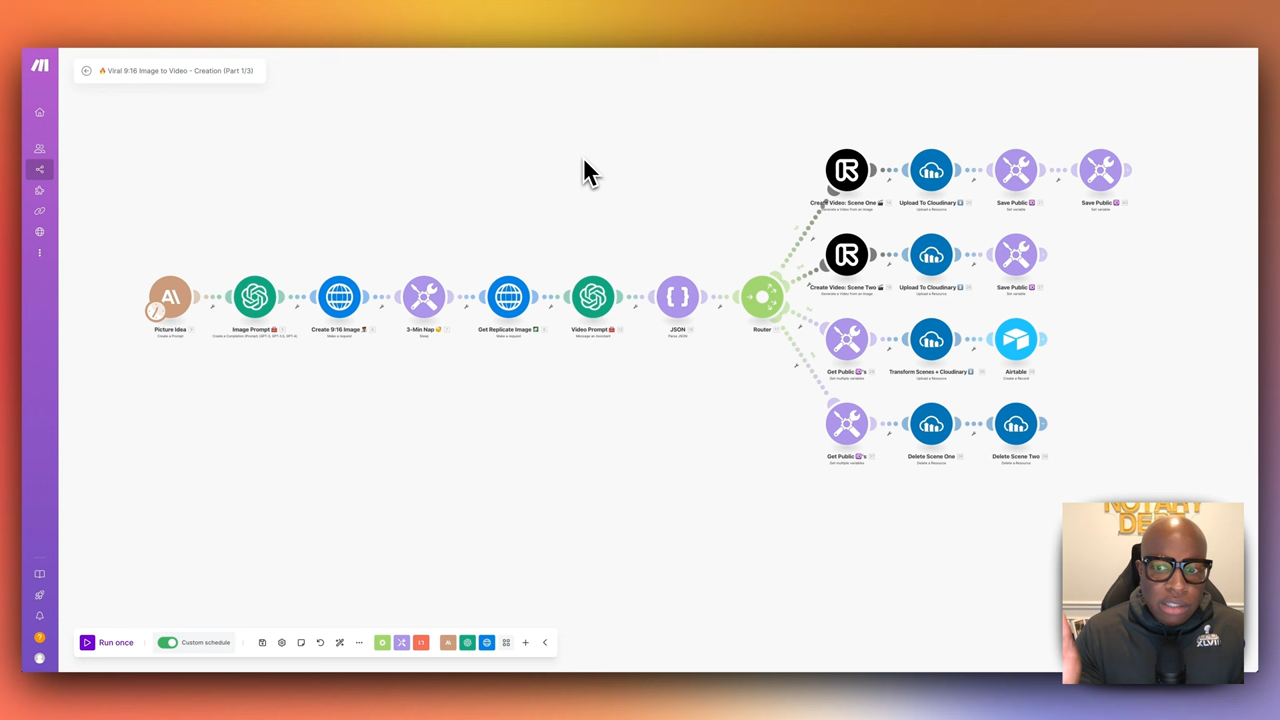 🔥 Viral 9:16 Image to Video - Creation (Part 1/3)
Create Video: Scene One 🎬
Generate a Video from an Image
Upload To Cloudinary ⬆️
Upload a Resource
Save Public 🆔
Set variable
Save Public 🆔
Set variable
Create Video: Scene Two 🎬
Generate a Video from an Image
Upload To Cloudinary ⬆️
Upload a Resource
Save Public 🆔
Set variable
Picture Idea
Create a Prompt
Image Prompt 🧰
Create a Completion (Prompt) (GPT-3, GPT-3.5, GPT-4)
Create 9:16 Image
Make a request
3-Min Nap 😴
Sleep
Get Replicate Image
Make a request
Video Prompt 🧰
Message an Assistant
JSON
Parse JSON
Router
Get Public 🆔's
Get multiple variables
Transform Scenes + Cloudinary ⬆️
Upload a Resource
Airtable
Create a Record
Get Public 🆔's
Get multiple variables
Delete Scene One
Delete a Resource
Delete Scene Two
Delete a Resource
Run once
Custom schedule
NOTARY
XLVII